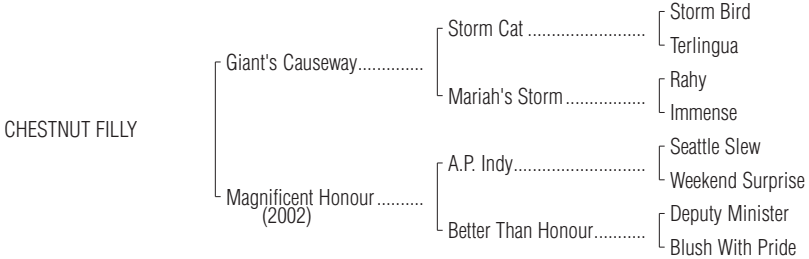 Storm Bird
Storm Cat ........................
Terlingua
Giant's Causeway..............
Rahy
Mariah's Storm .................
Immense
CHESTNUT FILLY
Seattle Slew
A.P. Indy...........................
Weekend Surprise
Magnificent Honour ..........
(2002)
Deputy Minister
Better Than Honour...........
Blush With Pride